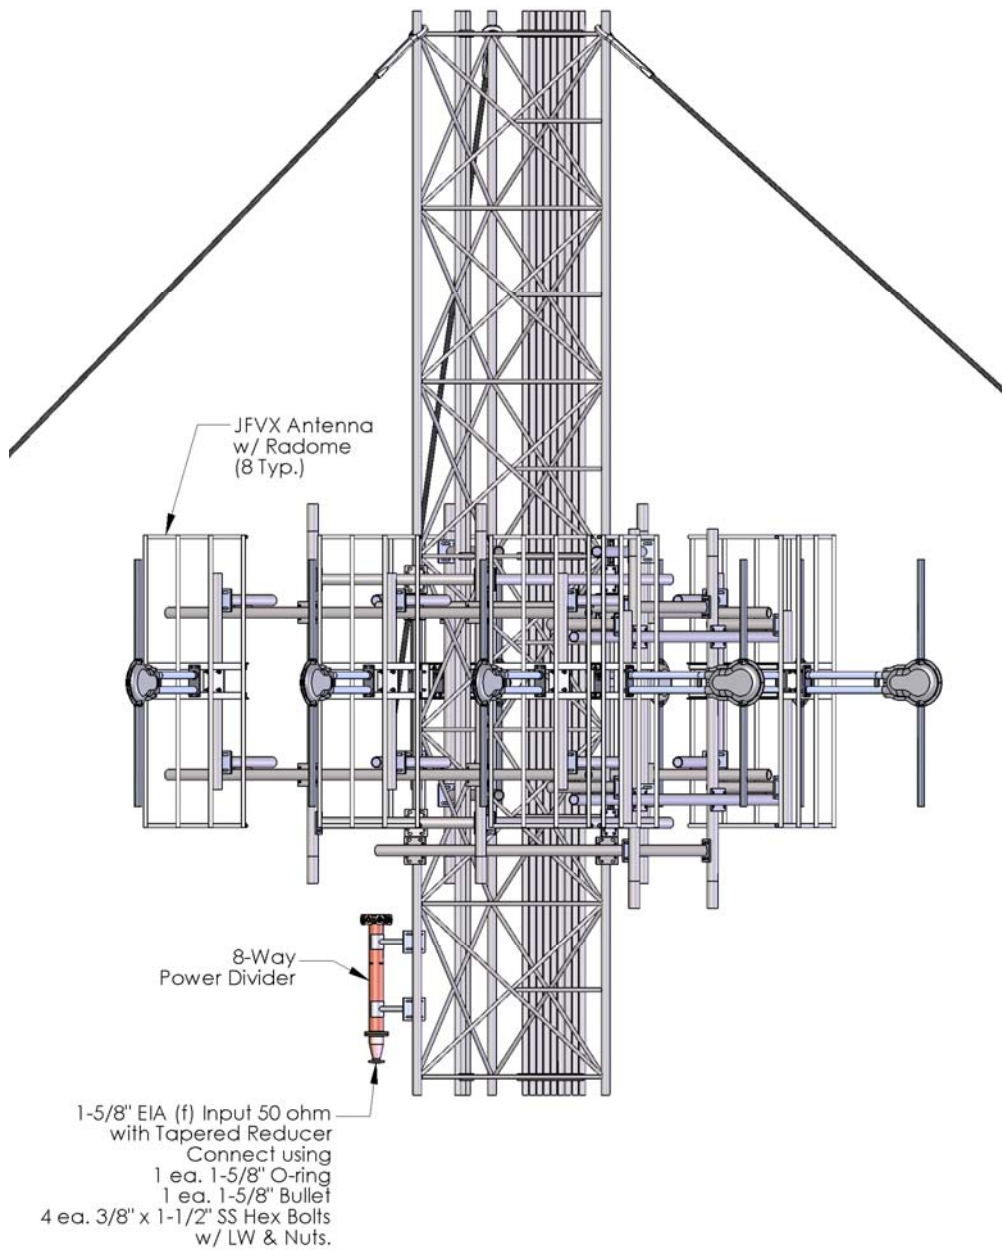 JFVX Antenna
w/ Radome
(8 Typ.)
8-Way
Power Divider
1-5/8" EIA (f) Input 50 ohm
with Tapered Reducer
Connect using
1 ea. 1-5/8" O-ring
1 ea. 1-5/8" Bullet
4 ea. 3/8" x 1-1/2" SS Hex Bolts
w/ LW & Nuts.